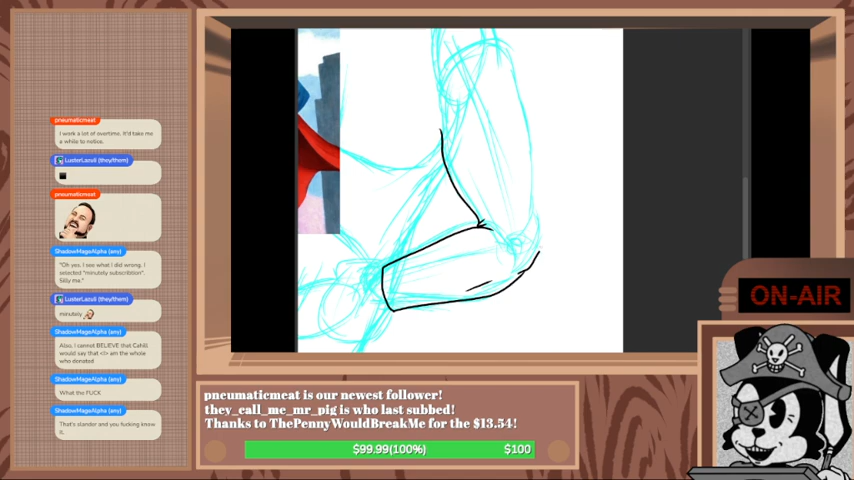 pneumaticmeat
I work a lot of overtime. It'd take me
a while to notice.
LusterLazuli (they/them)
pneumaticmeat
ShadowMageAlpha (any)
"Oh yes. I see what I did wrong. I
selected "minutely subscribtion".
Silly me."
LusterLazuli (they/them)
minutely
ShadowMageAlpha (any)
Also, I cannot BELIEVE that Cahill
would say that <I> am the whole
who donated
ShadowMageAlpha (any)
What the FUCK
ShadowMageAlpha (any)
That's slander and you fucking know
it.
ON-AIR
pneumaticmeat is our newest follower!
they_call_me_mr_pig is who last subbed!
Thanks to ThePennyWouldBreakMe for the $13.54!
$99.99(100%) $100